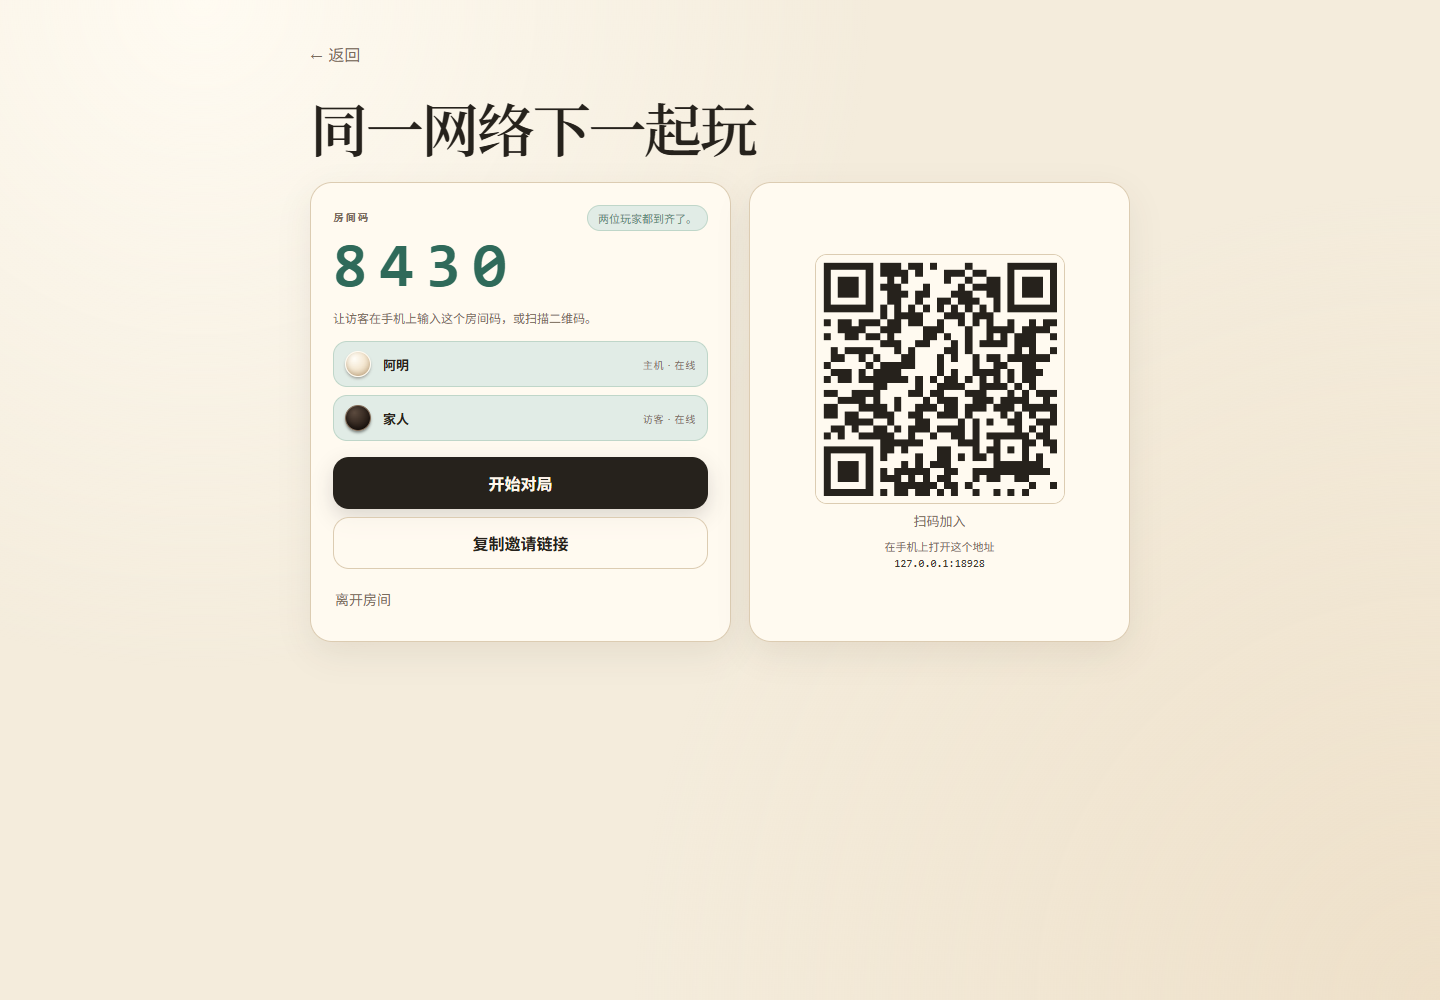 ← 返回
同一网络下一起玩
房间码
两位玩家都到齐了。
8430
让访客在手机上输入这个房间码，或扫描二维码。
阿明
主机 · 在线
家人
访客 · 在线
开始对局
复制邀请链接
离开房间
扫码加入
在手机上打开这个地址
127.0.0.1:18928